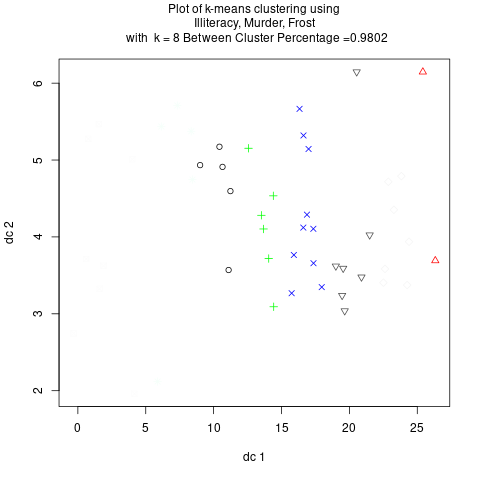 Plot of k-means clustering using
Illiteracy, Murder, Frost
with k = 8 Between Cluster Percentage =0.9802
6
5
4
3
2
dc 2
0 5 10 15 20 25
dc 1